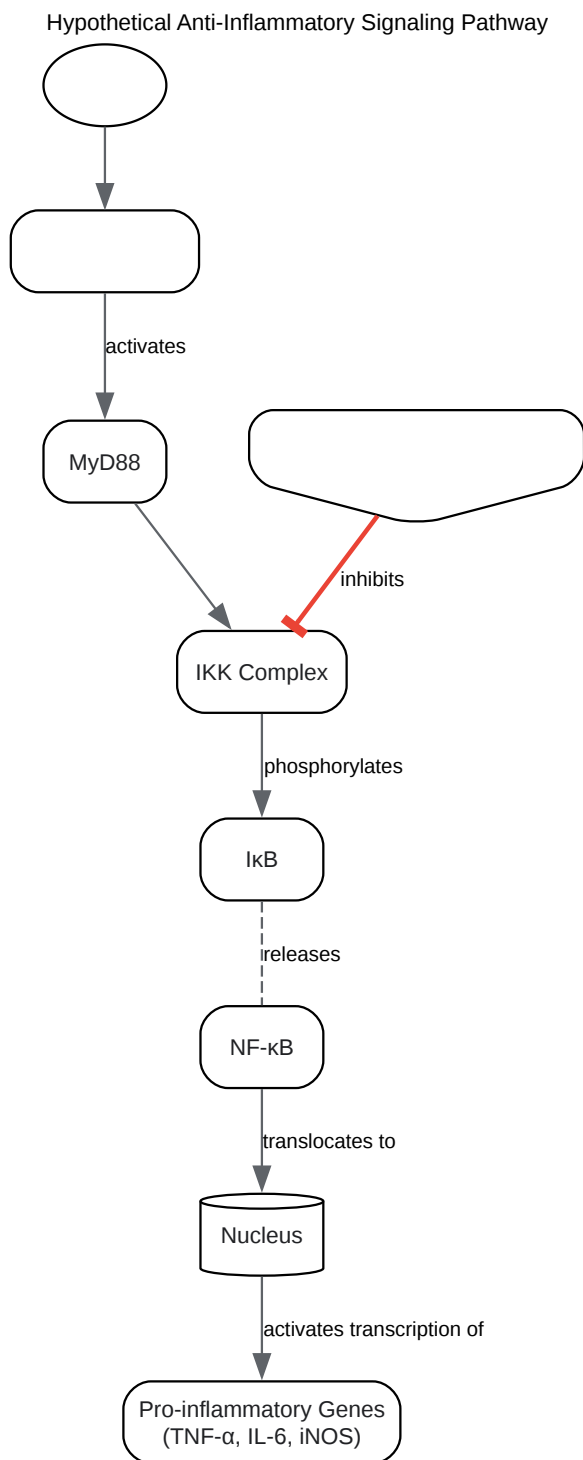 Hypothetical Anti-Inflammatory Signaling Pathway
activates
MyD88
inhibits
IKK Complex
phosphorylates
IκB
releases
NF-κB
translocates to
Nucleus
activates transcription of
Pro-inflammatory Genes
(TNF-α, IL-6, iNOS)